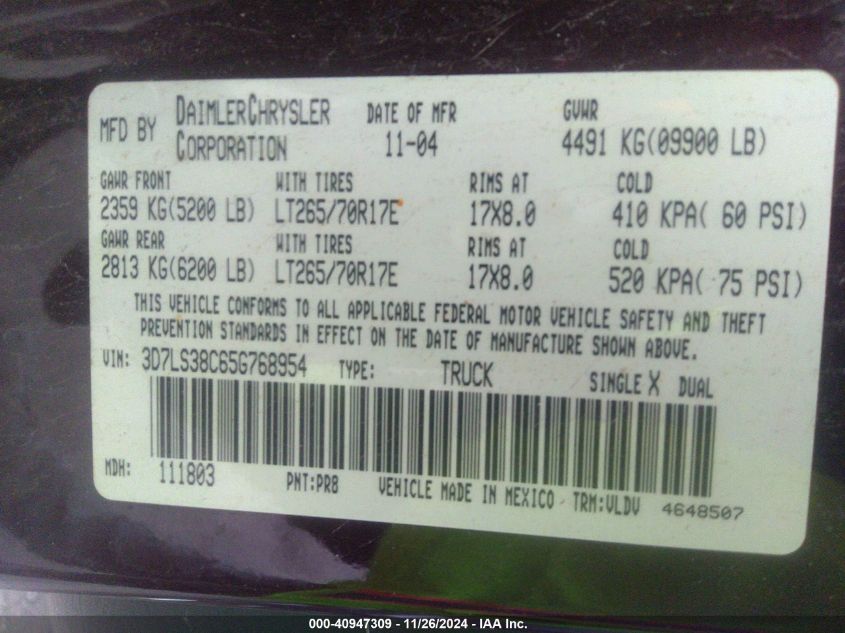 MFD BY DAIMLERCHRYSLER CORPORATION DATE OF MFR 11-04 GVWR 4491 KG(09900 LB)
GAWR FRONT WITH TIRES RIMS AT COLD
2359 KG(5200 LB) LT265/70R17E 17X8.0 410 KPA( 60 PSI)
GAWR REAR WITH TIRES RIMS AT COLD
2813 KG(6200 LB) LT265/70R17E 17X8.0 520 KPA( 75 PSI)
THIS VEHICLE CONFORMS TO ALL APPLICABLE FEDERAL MOTOR VEHICLE SAFETY AND THEFT
PREVENTION STANDARDS IN EFFECT ON THE DATE OF MANUFACTURE SHOWN ABOVE.
VIN: 3D7LS38C65G768954 TYPE: TRUCK SINGLE X DUAL
MDH: 111803 PNT:PR8 VEHICLE MADE IN MEXICO TRM:VLDV 4648507
000-40947309 - 11/26/2024 - IAA Inc.